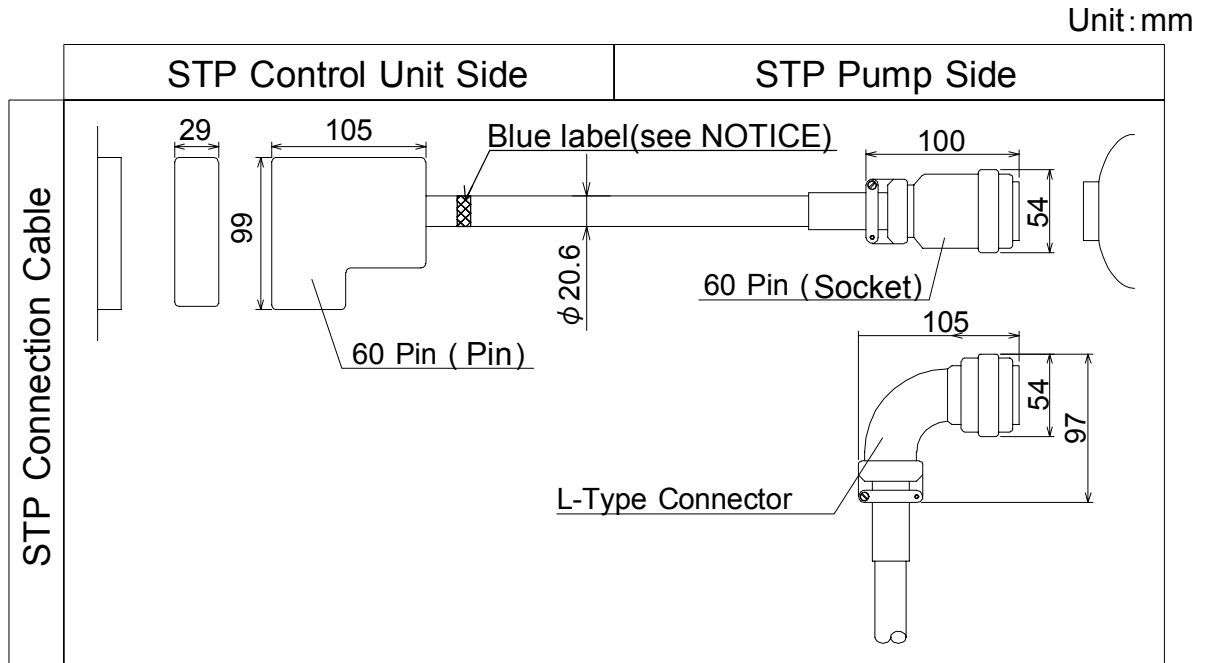 Unit:mm
STP Control Unit Side
STP Pump Side
STP Connection Cable
29
105
Blue label(see NOTICE)
100
99
54
φ20.6
60 Pin (Socket)
60 Pin (Pin)
105
54
97
L-Type Connector